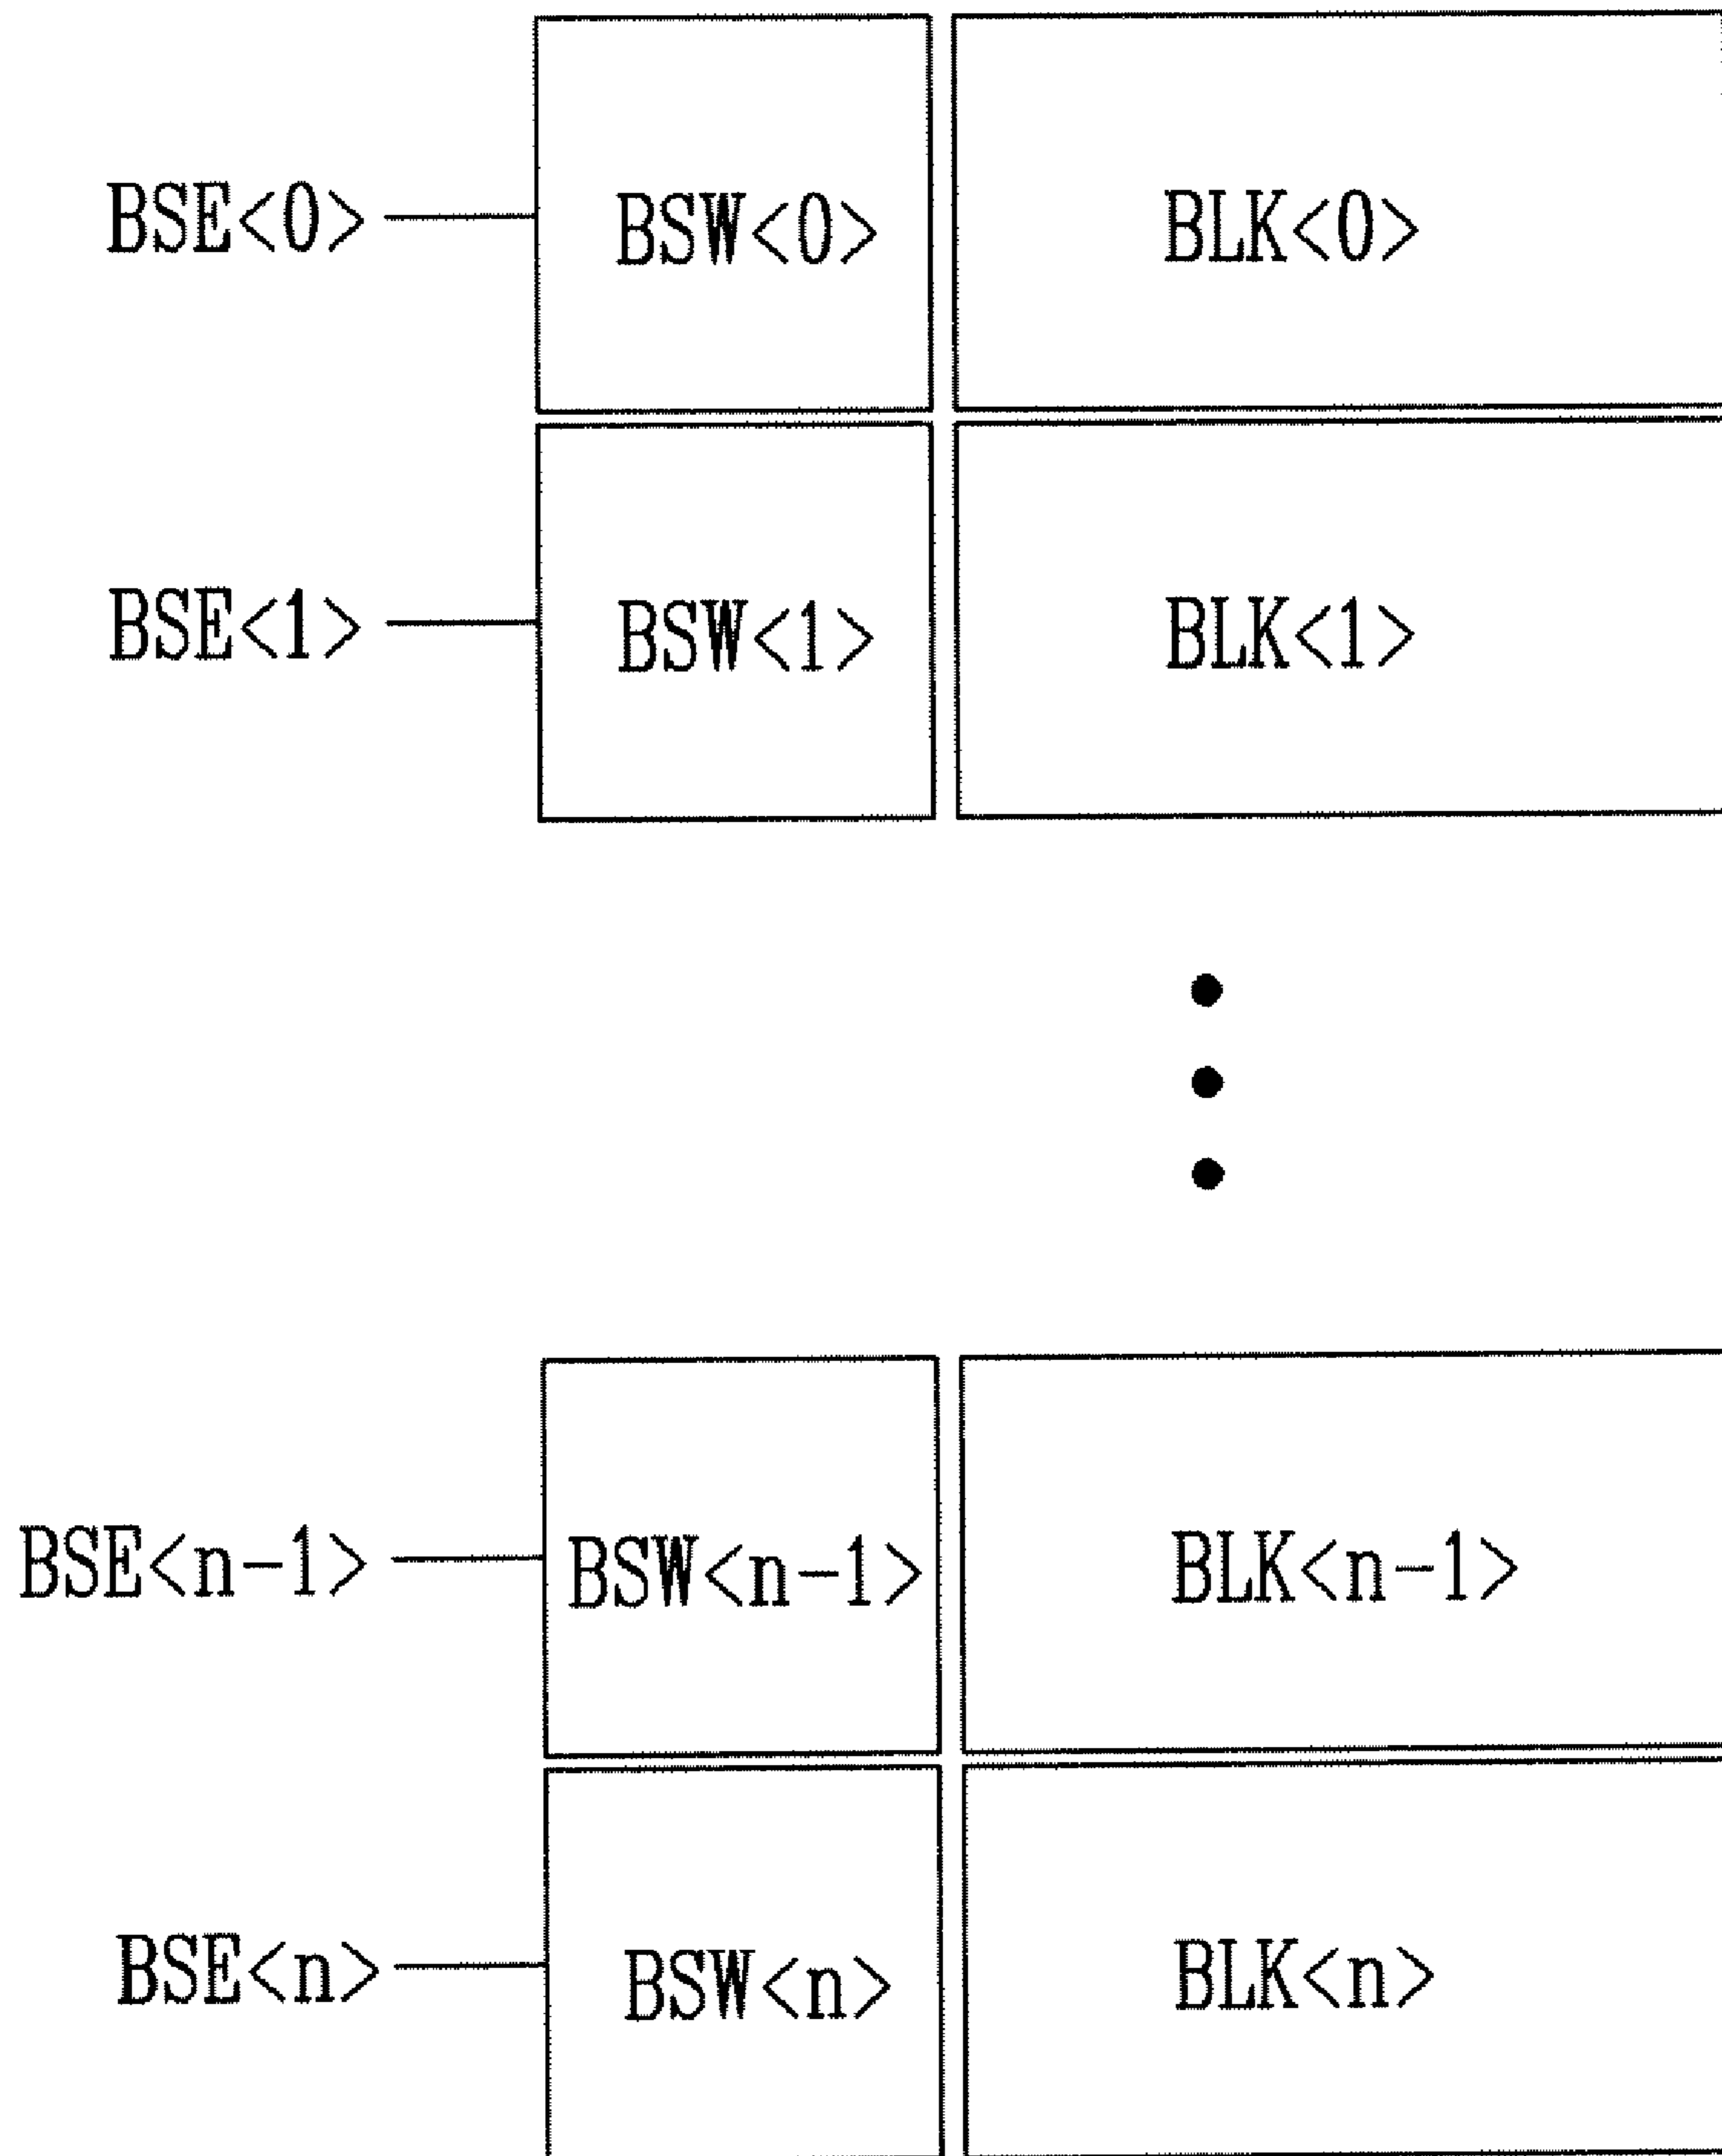 BSE<0> BSW<0> BLK<0>
BSE<1> BSW<1> BLK<1>
BSE<n-1> BSW<n-1> BLK<n-1>
BSE<n> BSW<n> BLK<n>